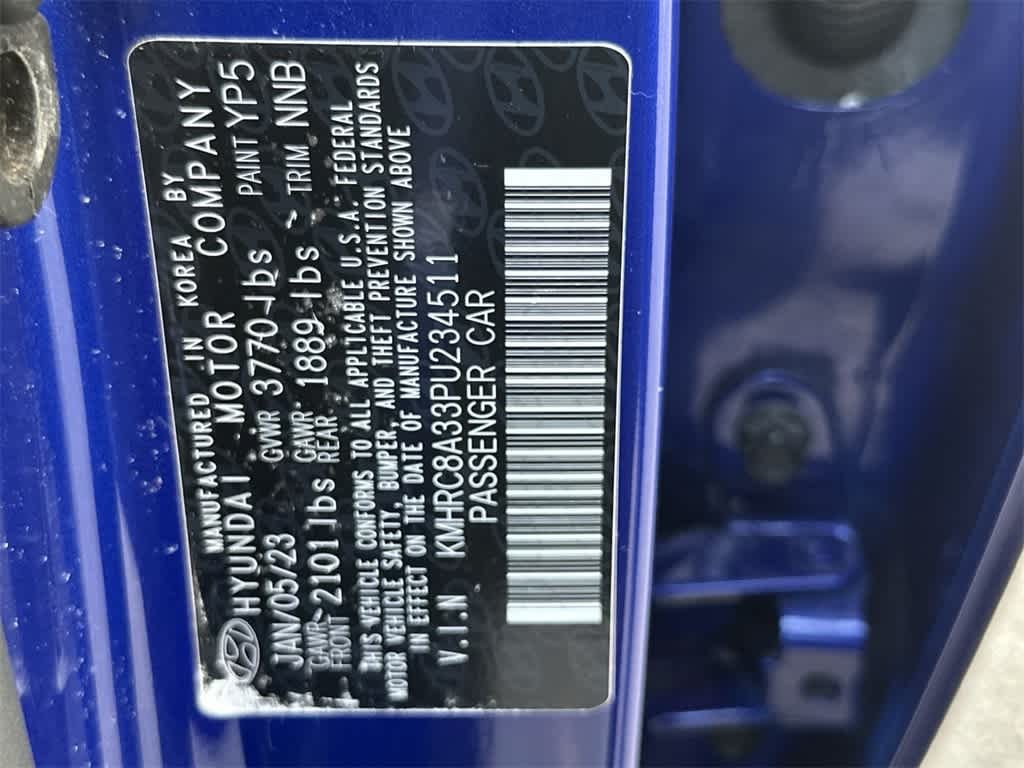 MANUFACTURED IN KOREA BY
HYUNDAI MOTOR COMPANY
JAN/05/23 GVWR 3770 lbs PAINT YP5
GAWR FRONT 2101 lbs GAWR REAR 1889 lbs TRIM NNB
THIS VEHICLE CONFORMS TO ALL APPLICABLE U.S.A. FEDERAL
MOTOR VEHICLE SAFETY, BUMPER, AND THEFT PREVENTION STANDARDS
IN EFFECT ON THE DATE OF MANUFACTURE SHOWN ABOVE
V.I.N KMHRC8A33PU234511
PASSENGER CAR